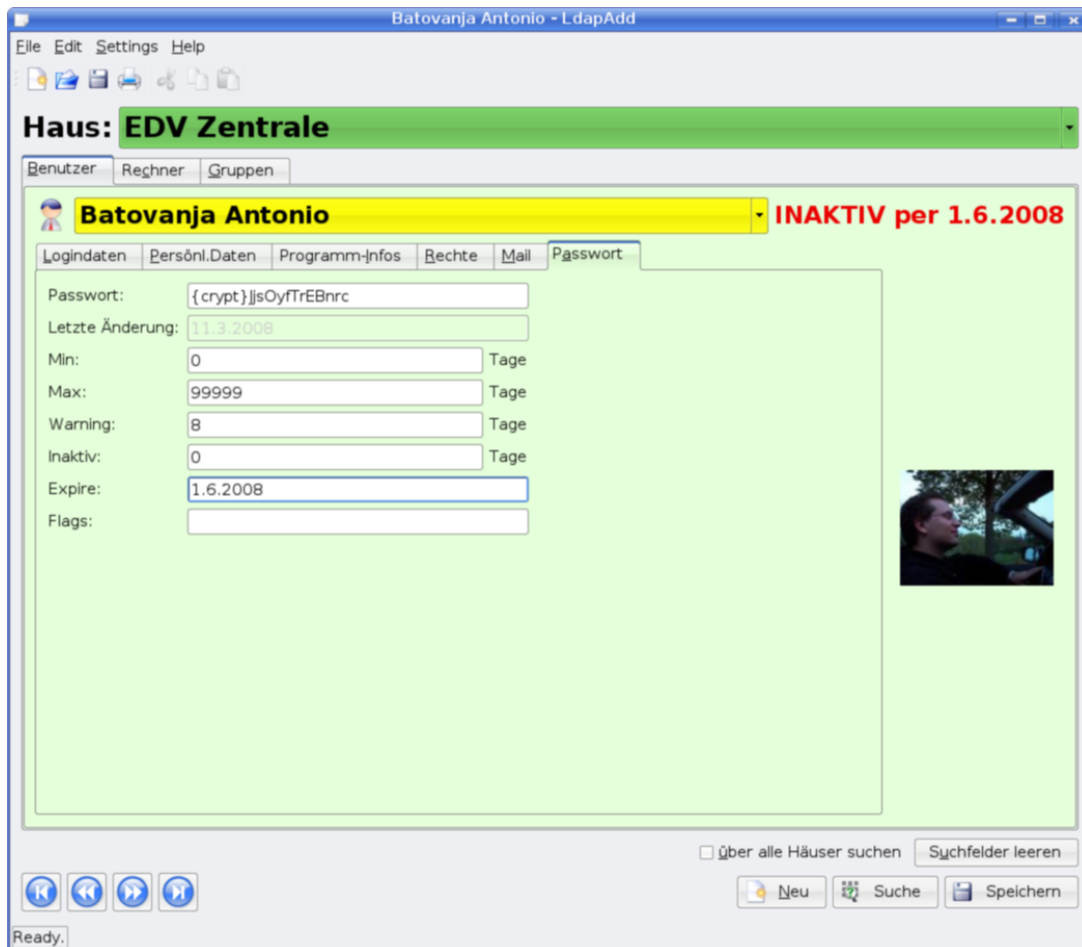 Batovanja Antonio - LdapAdd
File Edit Settings Help
Haus: EDV Zentrale
Benutzer Rechner Gruppen
Batovanja Antonio INAKTIV per 1.6.2008
Logindaten Persönl.Daten Programm-Infos Rechte Mail Passwort
Passwort: {crypt}JjsOyfTrEBnrc
Letzte Änderung: 11.3.2008
Min: 0 Tage
Max: 99999 Tage
Warning: 8 Tage
Inaktiv: 0 Tage
Expire: 1.6.2008
Flags:
über alle Häuser suchen Suchfelder leeren
Neu Suche Speichern
Ready.